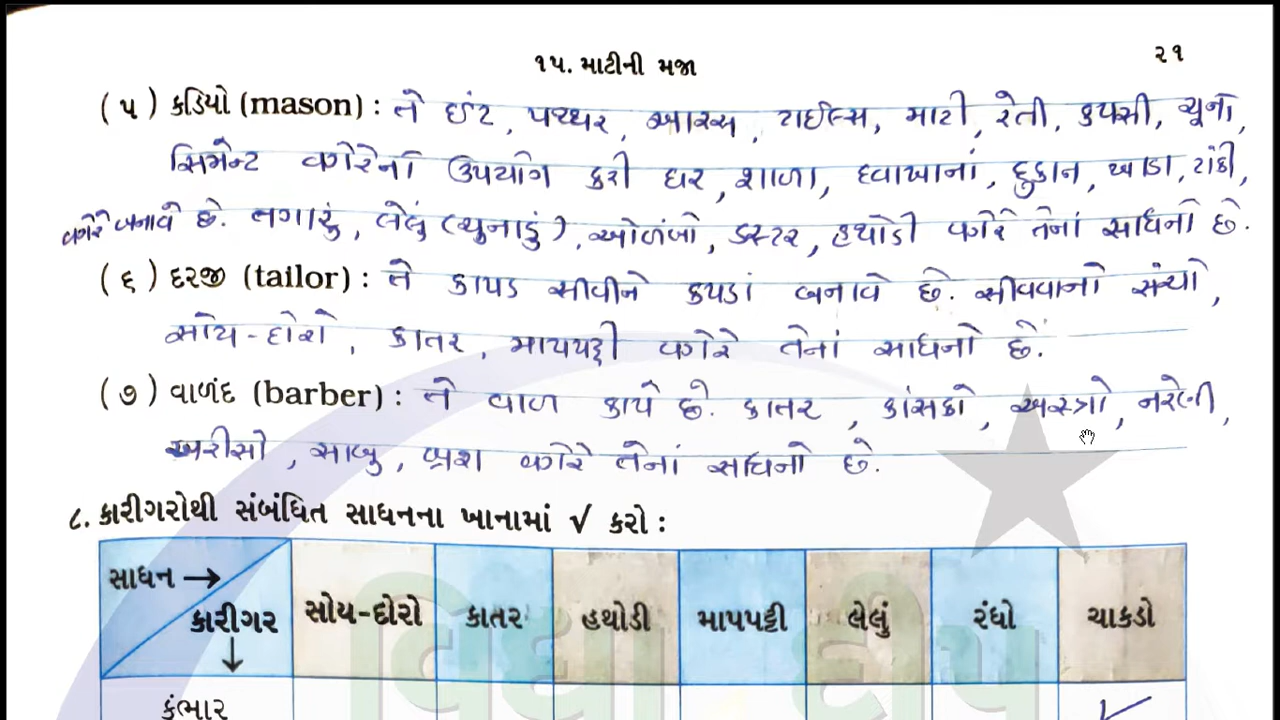 ૧૫. માટીની મજા
૨૧
(૫) કડિયો (mason) : તે ઈંટ, પથ્થર, આરસ, ટાઈલ્સ, માટી, રેતી, કપચી, ચૂનો,
સિમેન્ટ વગેરેનો ઉપયોગ કરી ઘર, શાળા, દવાખાનાં, દુકાન, ખાડા, ટાંકી,
વગેરે બનાવે છે. તગારું, લેલું (ચુનાડું), ઓળંબો, ડસ્ટર, હથોડી વગેરે તેનાં સાધનો છે.
(૬) દરજી (tailor) : તે કાપડ સીવીને કપડાં બનાવે છે. સીવવાનો સંચો,
સોય-દોરો, કાતર, માપપટ્ટી વગેરે તેનાં સાધનો છે.
(૭) વાળંદ (barber) : તે વાળ કાપે છે. કાતર, કાંસકો, અસ્ત્રો, નરેણી,
અરીસો, સાબુ, બ્રશ વગેરે તેનાં સાધનો છે.
૮. કારીગરોથી સંબંધિત સાધનના ખાનામાં √ કરો :
સાધન → સોય-દોરો કાતર હથોડી માપપટ્ટી લેલું રંધો ચાકડો
કારીગર ↓
કુંભાર ✓
વિદ્યા દીપ